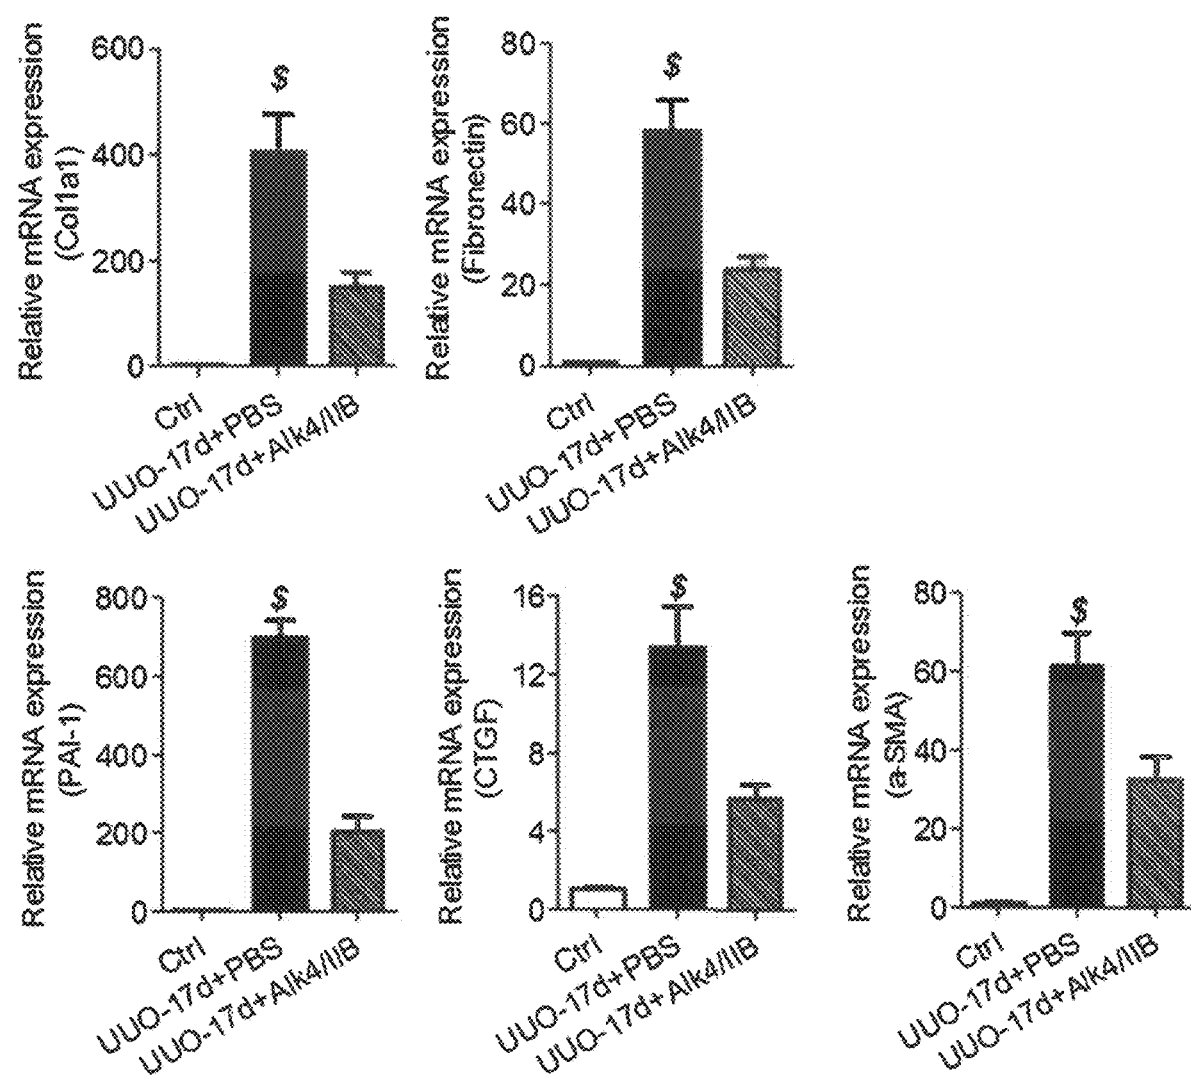 Relative mRNA expression
(Col1a1)
600
400
200
0
$
Ctrl
UUO-17d+PBS
UUO-17d+Alk4/IIB
Relative mRNA expression
(Fibronectin)
80
60
40
20
0
$
Ctrl
UUO-17d+PBS
UUO-17d+Alk4/IIB
Relative mRNA expression
(PAI-1)
800
600
400
200
0
$
Ctrl
UUO-17d+PBS
UUO-17d+Alk4/IIB
Relative mRNA expression
(CTGF)
16
12
8
4
0
$
Ctrl
UUO-17d+PBS
UUO-17d+Alk4/IIB
Relative mRNA expression
(a-SMA)
80
60
40
20
0
$
Ctrl
UUO-17d+PBS
UUO-17d+Alk4/IIB